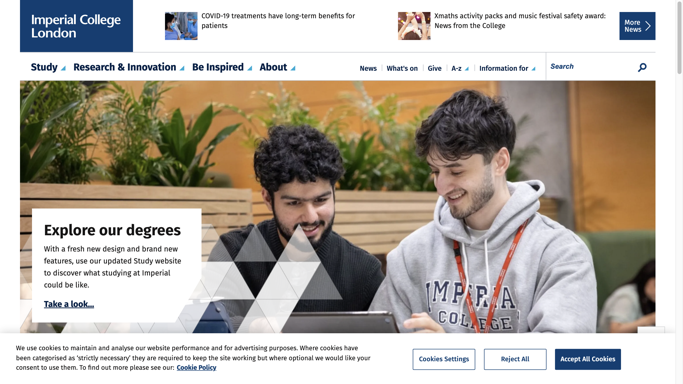 Imperial College
London
COVID-19 treatments have long-term benefits for
patients
Xmaths activity packs and music festival safety award:
News from the College
More
News
Study
Research & Innovation
Be Inspired
About
News
What's on
Give
A-z
Information for
Search
Explore our degrees
With a fresh new design and brand new
features, use our updated Study website
to discover what studying at Imperial
could be like.
Take a look...
IMPERIAL
COLLEGE
We use cookies to maintain and analyse our website performance and for advertising purposes. Where cookies have
been categorised as 'strictly necessary' they are required to keep the site working but where optional we would like your
consent to use them. To find out more please see our: Cookie Policy
Cookies Settings
Reject All
Accept All Cookies